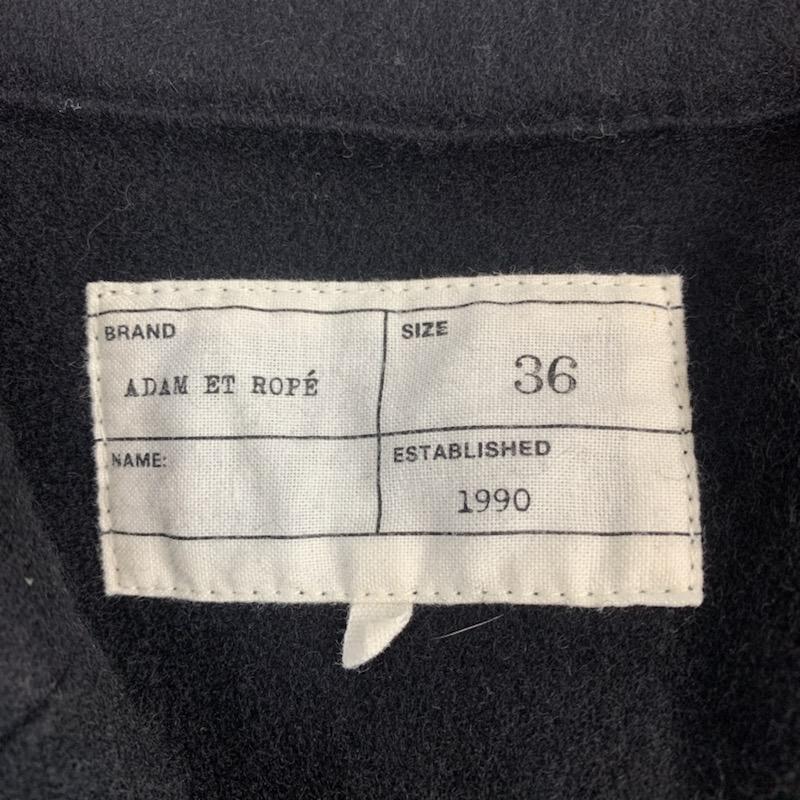 BRAND
ADAM ET ROPÉ
SIZE
36
NAME:
ESTABLISHED
1990